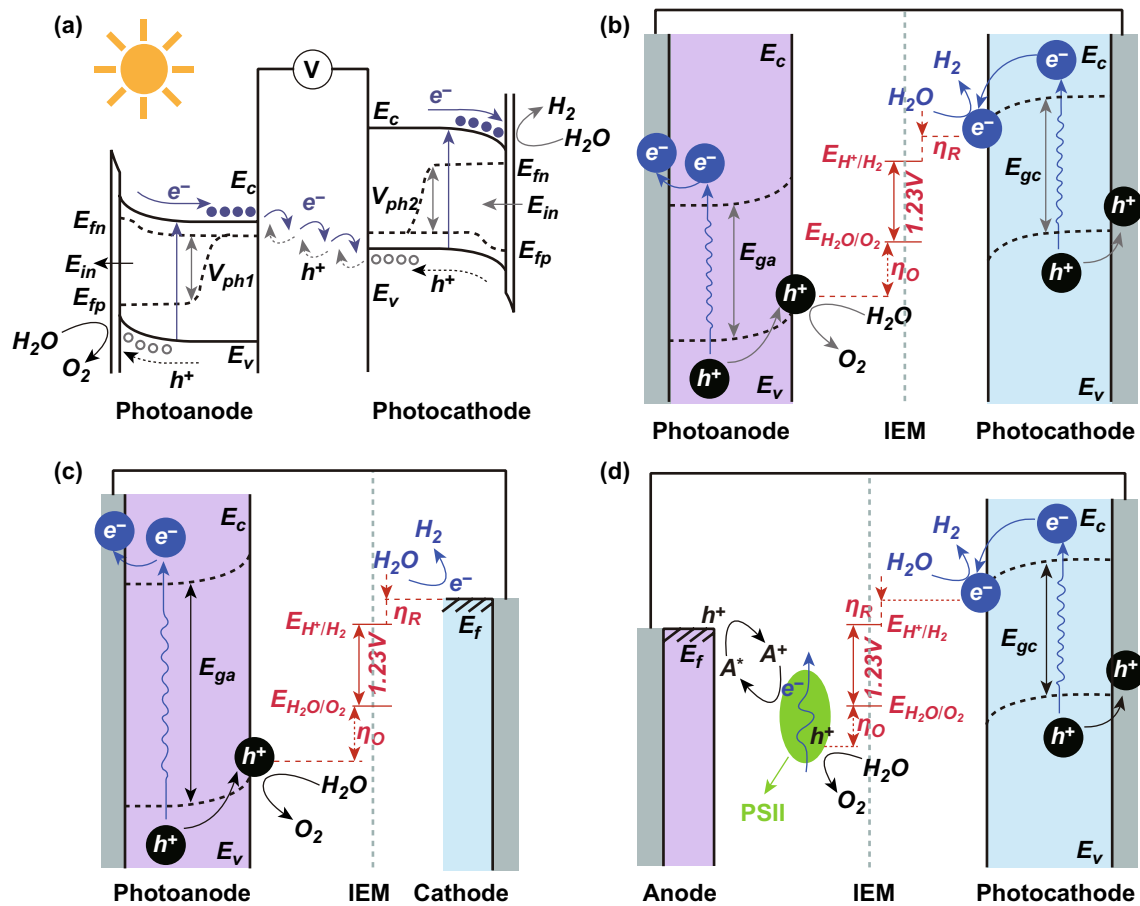 (a)
V
e⁻
H₂
H₂O
E_c
E_fn
V_ph2
E_in
E_fp
h⁺
E_v
e⁻
E_c
E_fn
E_in
V_ph1
E_fp
H₂O
O₂
h⁺
E_v
e⁻
h⁺
Photoanode
Photocathode
(b)
E_c
H₂
e⁻
E_c
H₂O
e⁻
e⁻
e⁻
η_R
E_H⁺/H₂
1.23V
E_gc
h⁺
E_ga
E_H₂O/O₂
η_O
h⁺
h⁺
H₂O
O₂
h⁺
E_v
E_v
Photoanode
IEM
Photocathode
(c)
E_c
H₂
e⁻
e⁻
H₂O
e⁻
η_R
E_f
E_H⁺/H₂
1.23V
E_ga
E_H₂O/O₂
η_O
h⁺
H₂O
O₂
h⁺
E_v
Photoanode
IEM
Cathode
(d)
H₂
e⁻
E_c
H₂O
e⁻
h⁺
η_R
E_H⁺/H₂
E_f
A*
A⁺
1.23V
E_gc
h⁺
e⁻
E_H₂O/O₂
h⁺
η_O
h⁺
H₂O
O₂
PSII
E_v
Anode
IEM
Photocathode